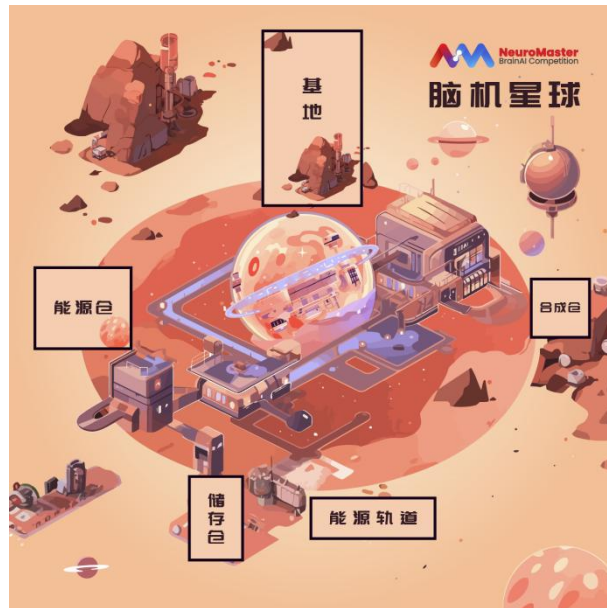 NeuroMaster
BrainAI Competition
脑机星球
基地
能源仓
合成仓
储存仓
能源轨道